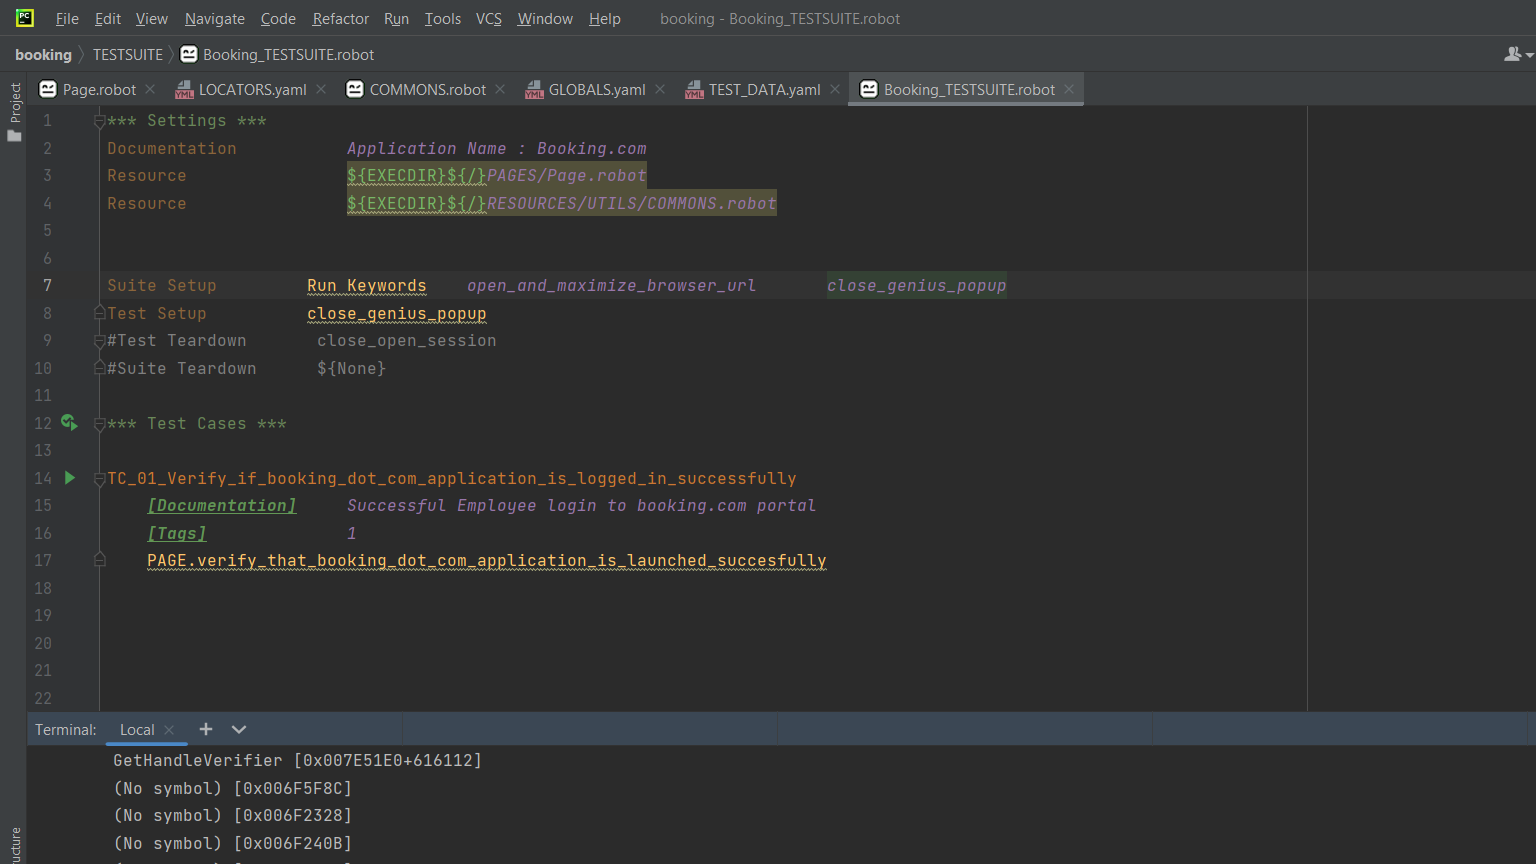 PC
File Edit View Navigate Code Refactor Run Tools VCS Window Help booking - Booking_TESTSUITE.robot
booking TESTSUITE Booking_TESTSUITE.robot
Page.robot LOCATORS.yaml COMMONS.robot GLOBALS.yaml TEST_DATA.yaml Booking_TESTSUITE.robot
Project
1 *** Settings ***
2 Documentation Application Name : Booking.com
3 Resource ${EXECDIR}${/}PAGES/Page.robot
4 Resource ${EXECDIR}${/}RESOURCES/UTILS/COMMONS.robot
5
6
7 Suite Setup Run Keywords open_and_maximize_browser_url close_genius_popup
8 Test Setup close_genius_popup
9 #Test Teardown close_open_session
10 #Suite Teardown ${None}
11
12 *** Test Cases ***
13
14 TC_01_Verify_if_booking_dot_com_application_is_logged_in_successfully
15 [Documentation] Successful Employee login to booking.com portal
16 [Tags] 1
17 PAGE.verify_that_booking_dot_com_application_is_launched_succesfully
18
19
20
21
22
Terminal: Local
GetHandleVerifier [0x007E51E0+616112]
(No symbol) [0x006F5F8C]
(No symbol) [0x006F2328]
(No symbol) [0x006F240B]
ucture